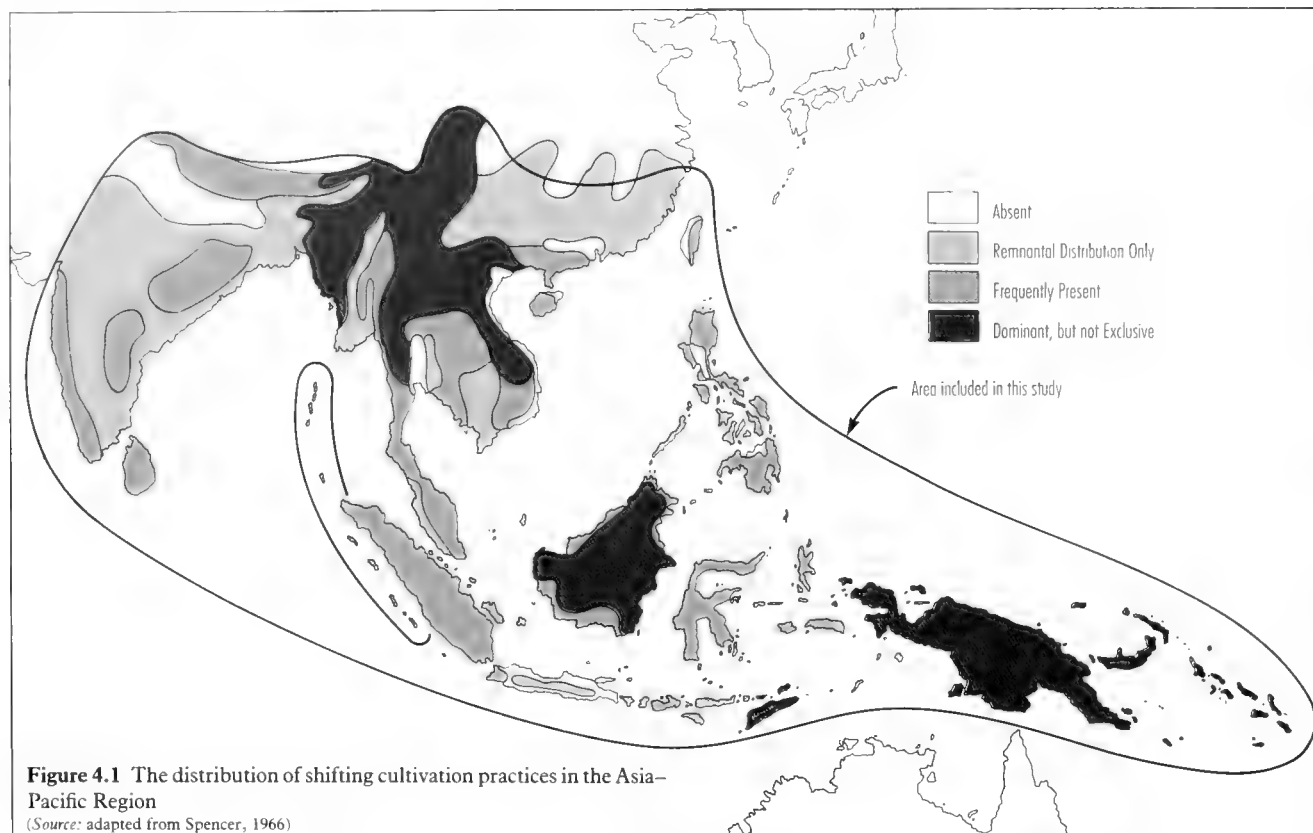 Absent
Remnantal Distribution Only
Frequently Present
Dominant, but not Exclusive
Area included in this study
Figure 4.1 The distribution of shifting cultivation practices in the Asia–
Pacific Region
(Source: adapted from Spencer, 1966)